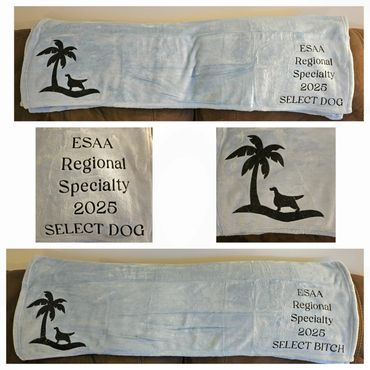 ESAA
Regional
Specialty
2025
SELECT DOG
ESAA
Regional
Specialty
2025
SELECT DOG
ESAA
Regional
Specialty
2025
SELECT BITCH